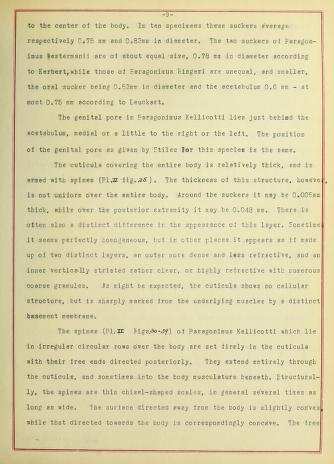 -9-
to the center of the body. In ten specimens these suckers average
respectively 0.75 mm and 0.83mm in diameter. The two suckers of Paragon-
imus Westermanii are of about equal size, 0.78 mm in diameter according
to Kerbert, while those of Paragonimus Ringeri are unequal, and smaller,
the oral sucker being 0.53mm in diameter and the acetabulum 0.6 mm - at
most 0.75 mm according to Leuckart.
The genital pore in Paragonimus Kellicotti lies just behind the
acetabulum, medial or a little to the right or the left. The position
of the genital pore as given by Stiles for this species is the same.
The cuticula covering the entire body is relatively thick, and is
armed with spines (Pl.II fig. ). The thickness of this structure, however,
is not uniform over the entire body. Around the suckers it may be 0.005mm
thick, while over the posterior extremity it may be 0.048 mm. There is
often also a distinct difference in the appearance of this layer. Sometimes
it seems perfectly homogeneous, but in other places it appears as if made
up of two distinct layers, an outer more dense and less refractive, and an
inner vertically striated rather clear, or highly refractive with numerous
coarse granules. As might be expected, the cuticula shows no cellular
structure, but is sharply marked from the underlying muscles by a distinct
basement membrane.
The spines (Pl.II Figs. ) of Paragonimus Kellicotti which lie
in irregular circular rows over the body are set firmly in the cuticula
with their free ends directed posteriorly. They extend entirely through
the cuticula, and sometimes into the body musculature beneath. Structural-
ly, the spines are thin chisel-shaped scales, in general several times as
long as wide. The surface directed away from the body is slightly convex,
while that directed towards the body is correspondingly concave. The free